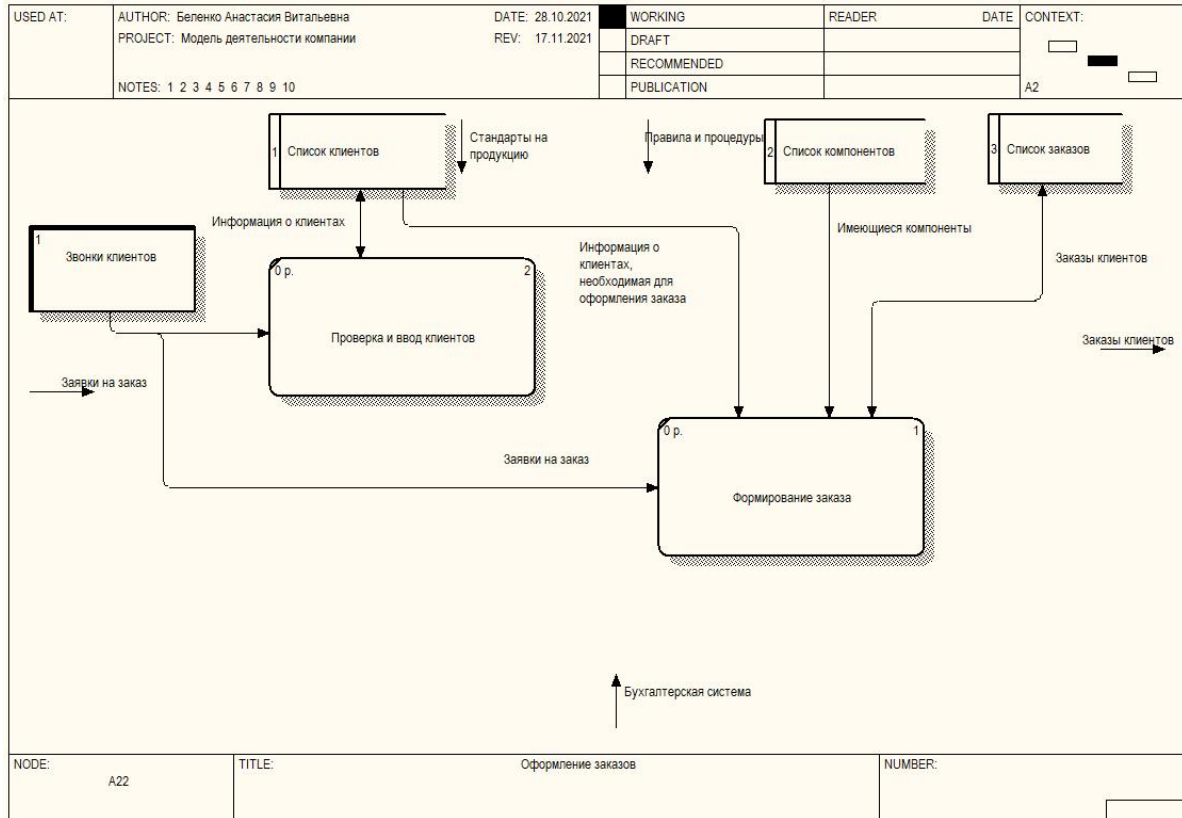 USED AT:
AUTHOR: Беленко Анастасия Витальевна
DATE: 28.10.2021
PROJECT: Модель деятельности компании
REV: 17.11.2021
NOTES: 1 2 3 4 5 6 7 8 9 10
WORKING
DRAFT
RECOMMENDED
PUBLICATION
READER
DATE
CONTEXT:
A2
1
Список клиентов
Стандарты на
продукцию
Правила и процедуры
2
Список компонентов
3
Список заказов
Информация о клиентах
Имеющиеся компоненты
1
Звонки клиентов
Информация о
клиентах,
необходимая для
оформления заказа
Заказы клиентов
0 р.
2
Проверка и ввод клиентов
Заказы клиентов
Заявки на заказ
0 р.
1
Заявки на заказ
Формирование заказа
Бухгалтерская система
NODE:
A22
TITLE:
Оформление заказов
NUMBER: